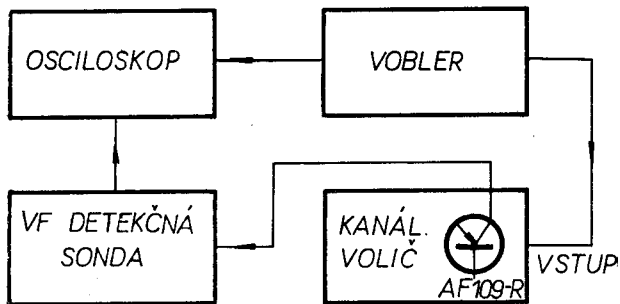 OSCILOSKOP
VOBLER
VF DETEKČNÁ
SONDA
KANÁL.
VOLIČ
AF109-R
VSTUP